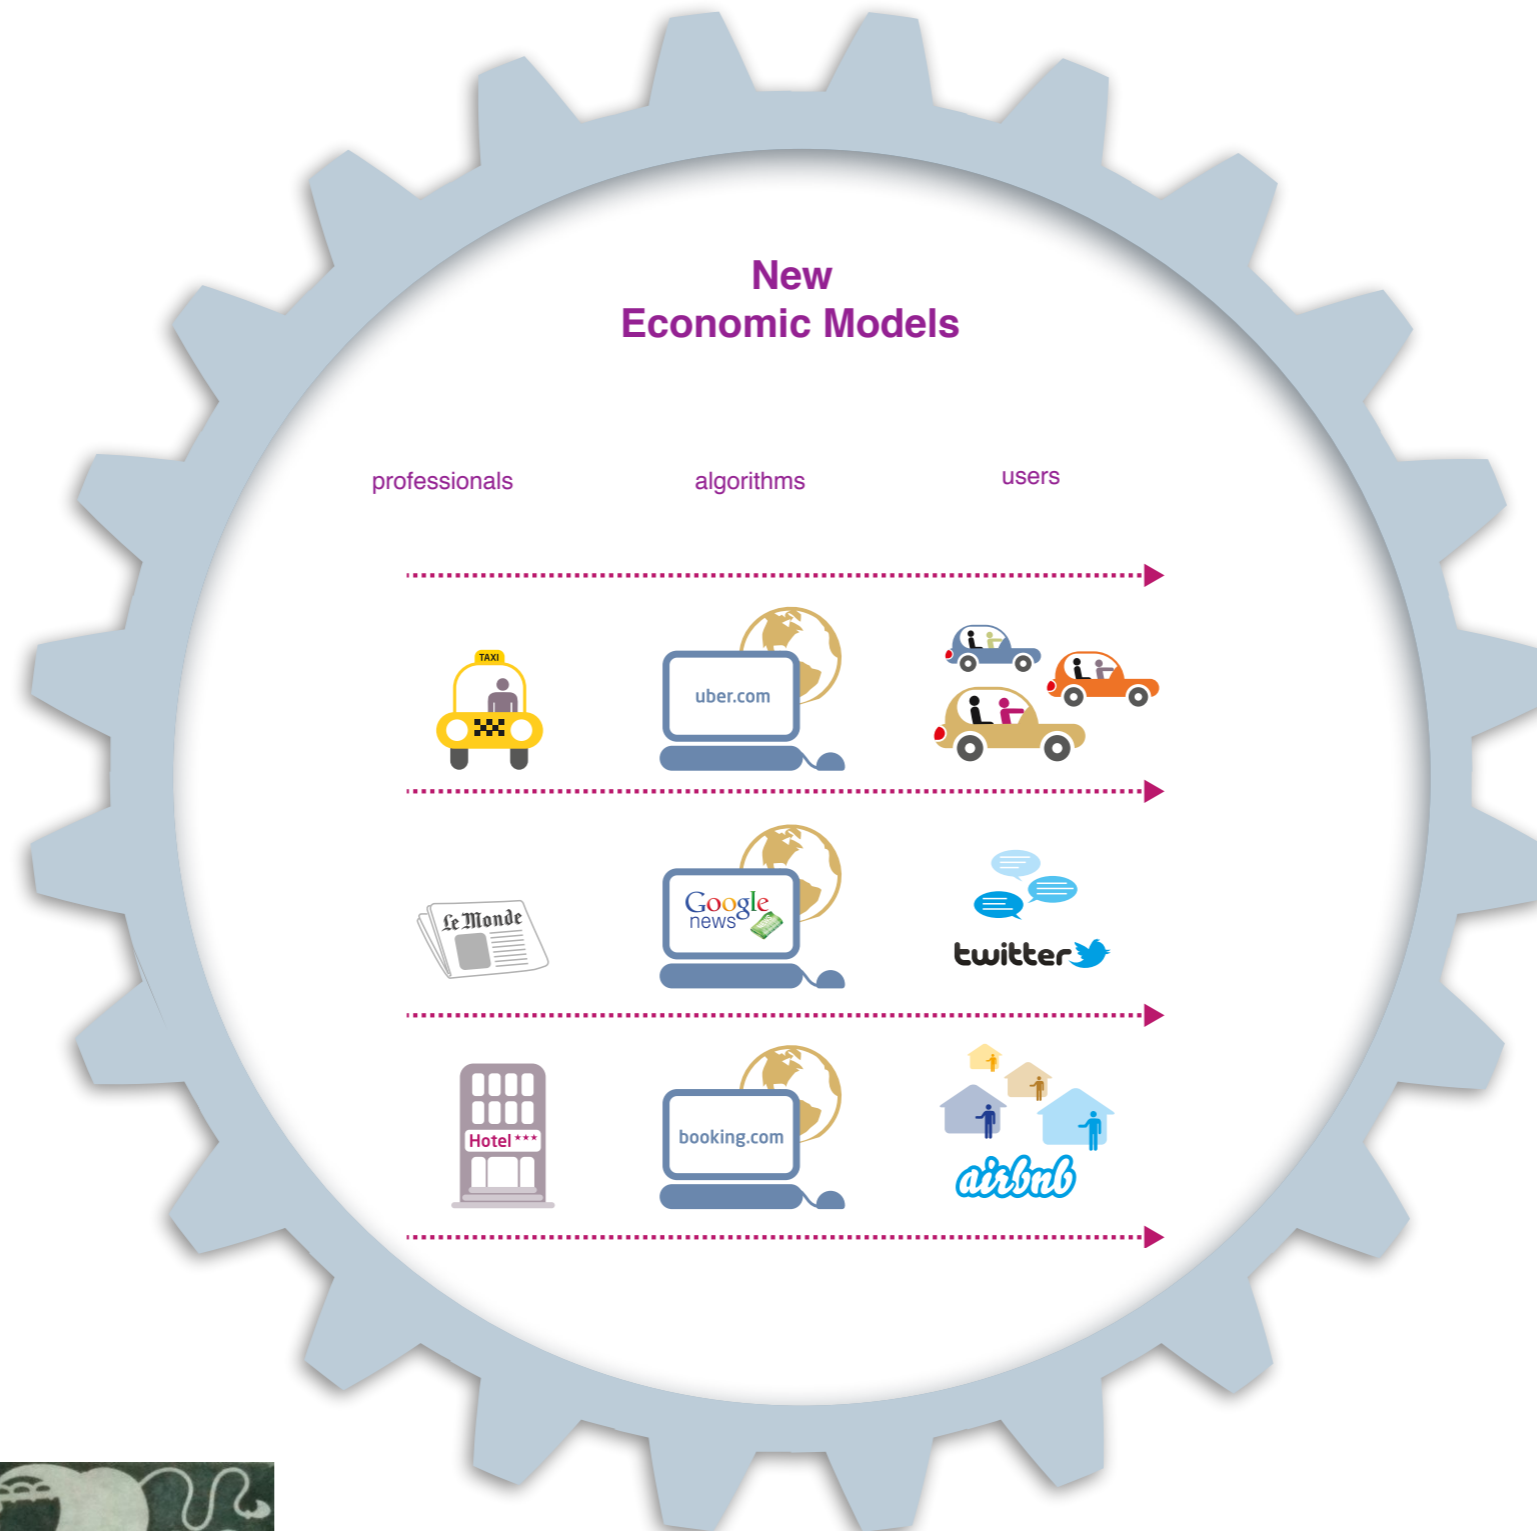 New
Economic Models
professionals
algorithms
users
TAXI
uber.com
Le Monde
Google
news
twitter
Hotel ***
booking.com
airbnb